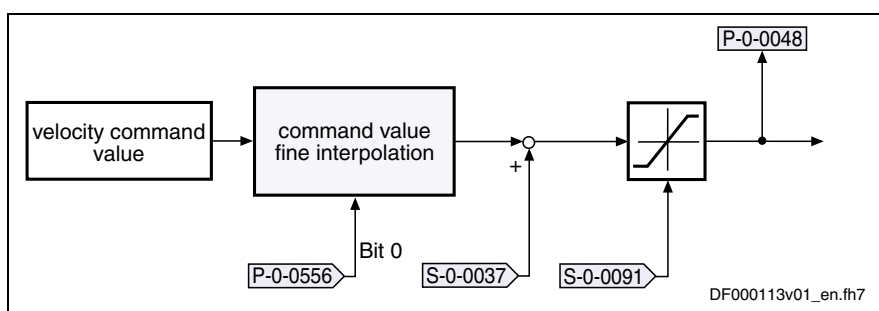 P-0-0048
velocity command
value
command value
fine interpolation
+
Bit 0
P-0-0556
S-0-0037
S-0-0091
DF000113v01_en.fh7